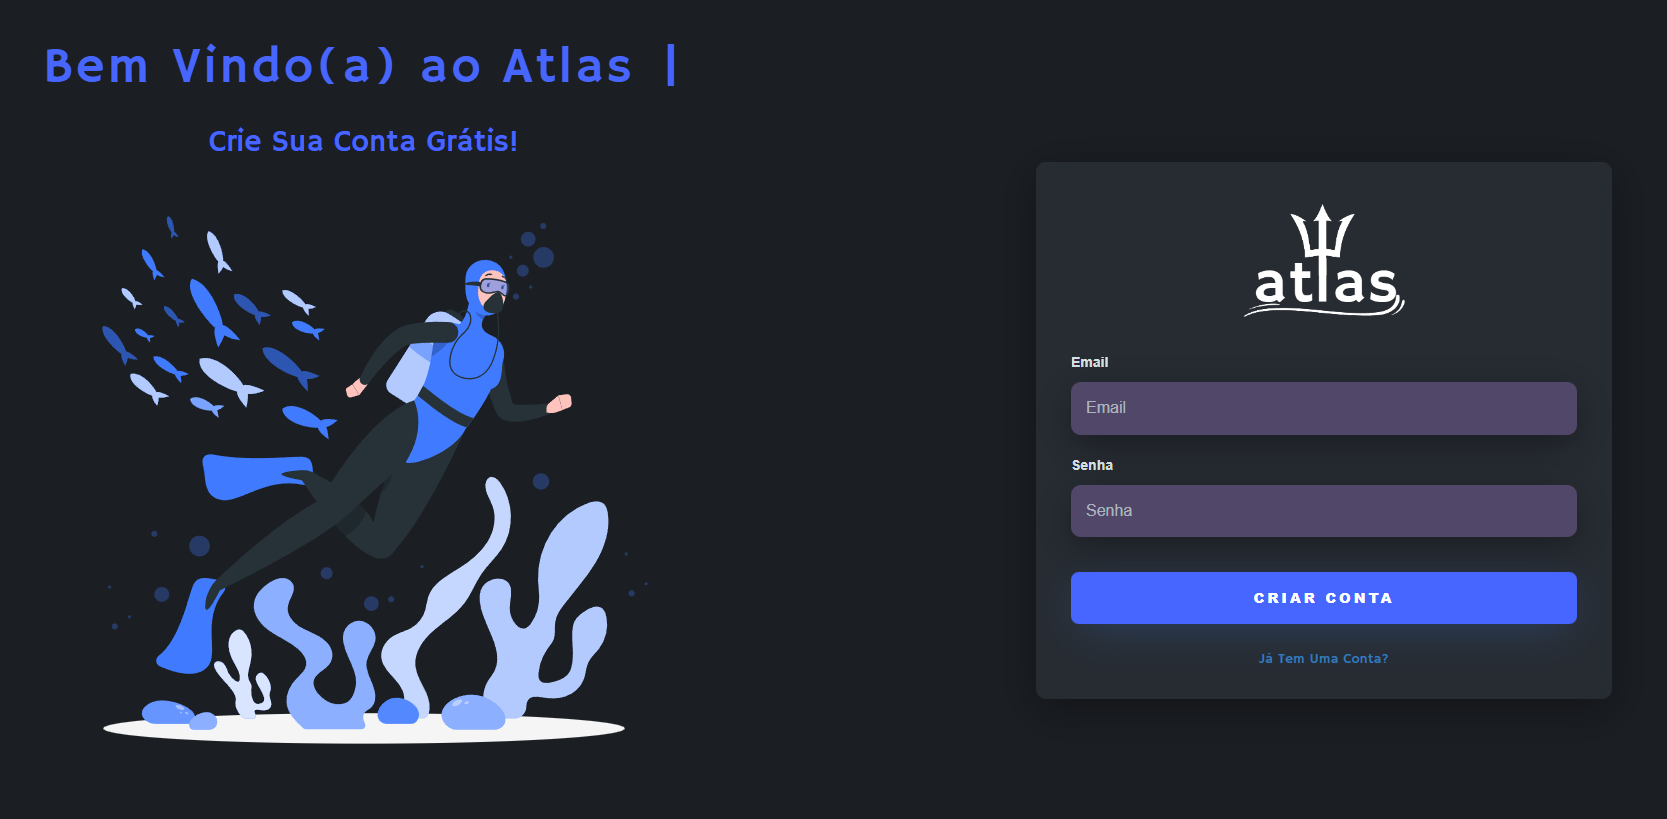 Bem Vindo(a) ao Atlas |
Crie Sua Conta Grátis!
atlas
Email
Email
Senha
Senha
CRIAR CONTA
Já Tem Uma Conta?